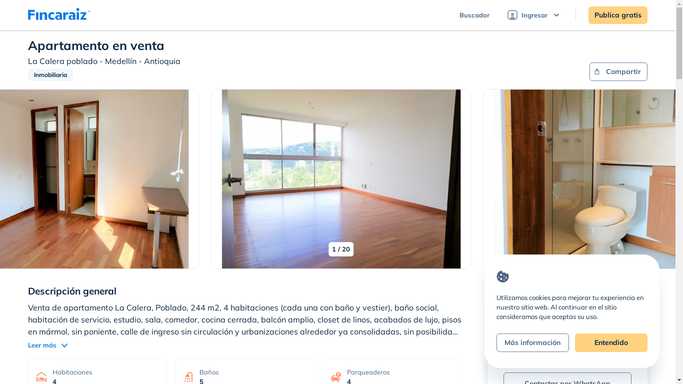 Fincaraiz
Buscador
Ingresar
Publica gratis
Apartamento en venta
La Calera poblado - Medellín - Antioquia
Inmobiliaria
Compartir
1 / 20
Descripción general
Venta de apartamento La Calera, Poblado, 244 m2, 4 habitaciones (cada una con baño y vestier), baño social,
habitación de servicio, estudio, sala, comedor, cocina cerrada, balcón amplio, closet de linos, acabados de lujo, pisos
en mármol, sin poniente, calle de ingreso sin circulación y urbanizaciones alrededor ya consolidadas, sin posibilida...
Leer más
Utilizamos cookies para mejorar tu experiencia en
nuestro sitio web. Al continuar en el sitio
consideramos que aceptas su uso.
Más información
Entendido
Habitaciones
4
Baños
5
Parqueaderos
4
Contactar por WhatsApp